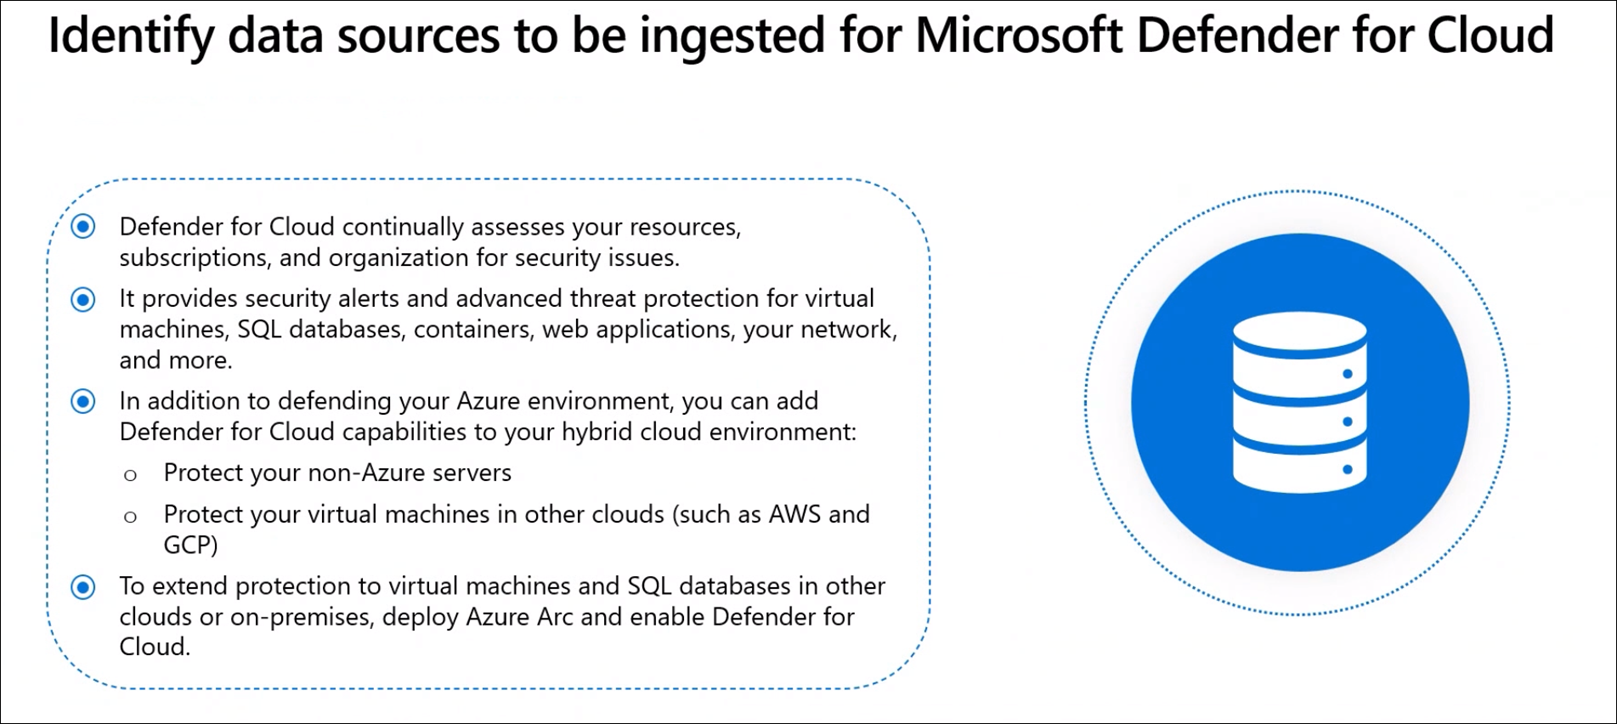 Identify data sources to be ingested for Microsoft Defender for Cloud
Defender for Cloud continually assesses your resources,
subscriptions, and organization for security issues.
It provides security alerts and advanced threat protection for virtual
machines, SQL databases, containers, web applications, your network,
and more.
In addition to defending your Azure environment, you can add
Defender for Cloud capabilities to your hybrid cloud environment:
o Protect your non-Azure servers
o Protect your virtual machines in other clouds (such as AWS and
GCP)
To extend protection to virtual machines and SQL databases in other
clouds or on-premises, deploy Azure Arc and enable Defender for
Cloud.